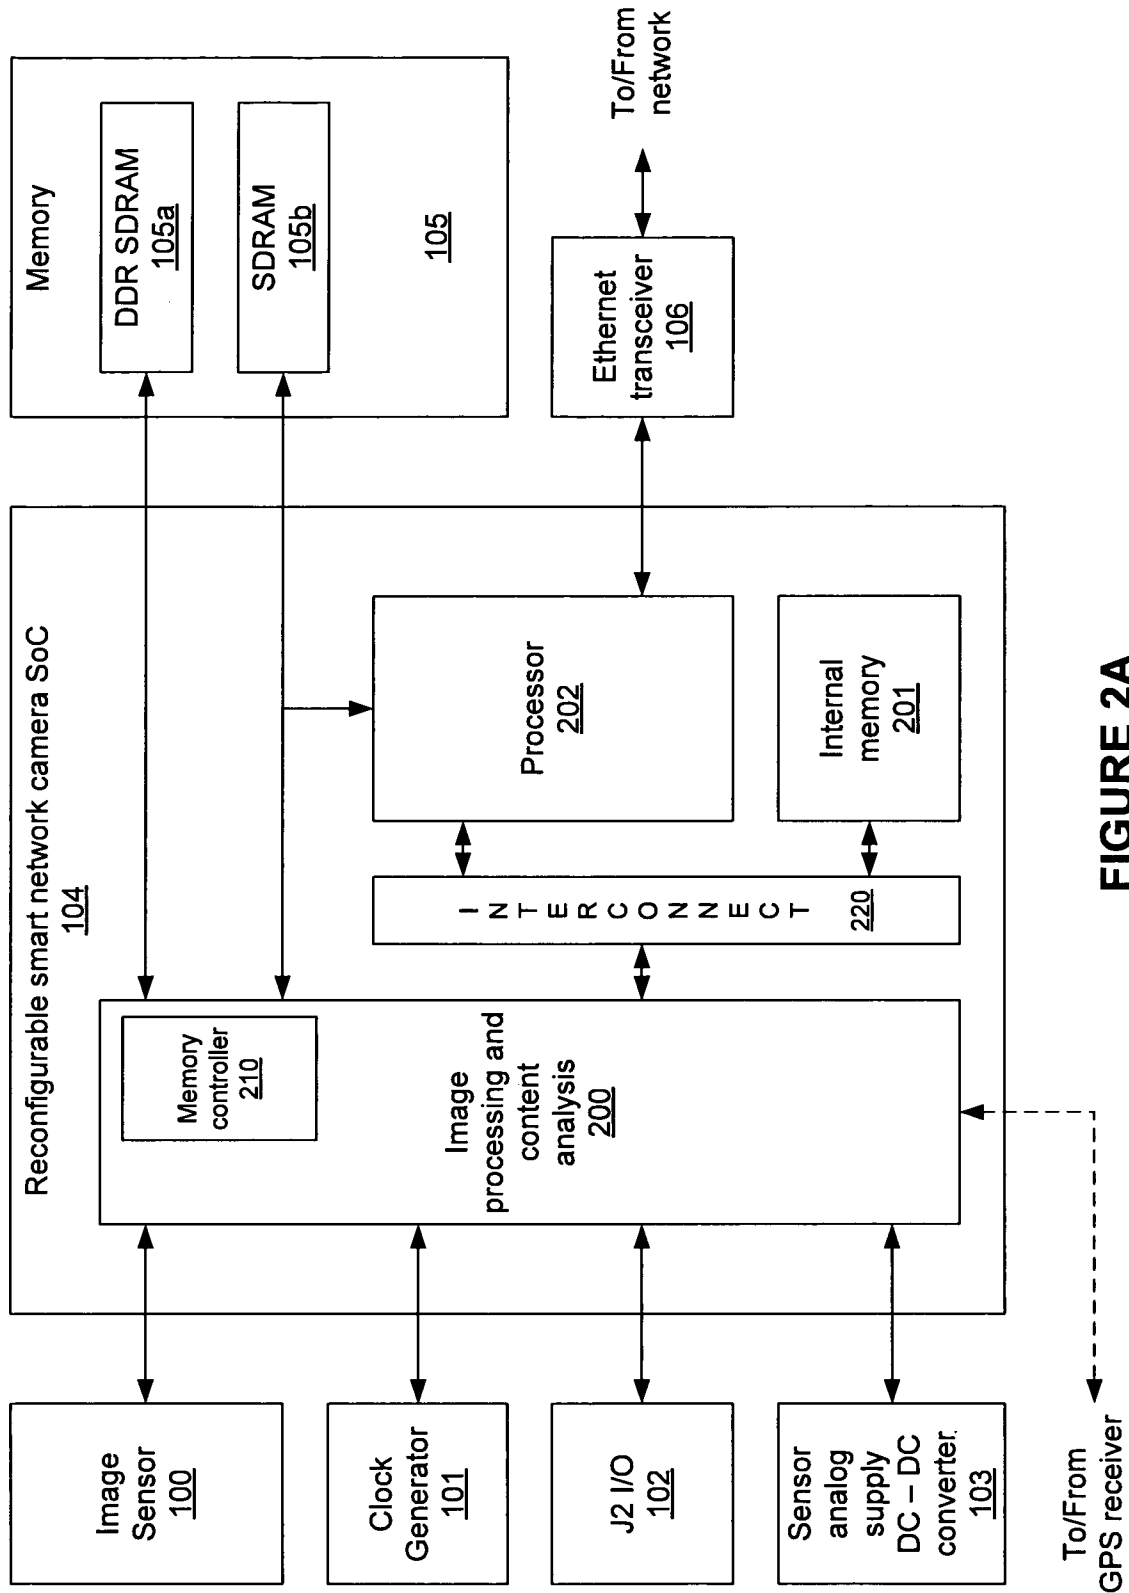 Reconfigurable smart network camera SoC
104
Memory
DDR SDRAM
105a
SDRAM
105b
105
Image
Sensor
100
Clock
Generator
101
J2 I/O
102
Sensor
analog
supply
DC – DC
converter
103
Memory
controller
210
Image
processing and
content
analysis
200
INTERCONNECT
220
Processor
202
Internal
memory
201
Ethernet
transceiver
106
To/From
network
To/From
GPS receiver
FIGURE 2A